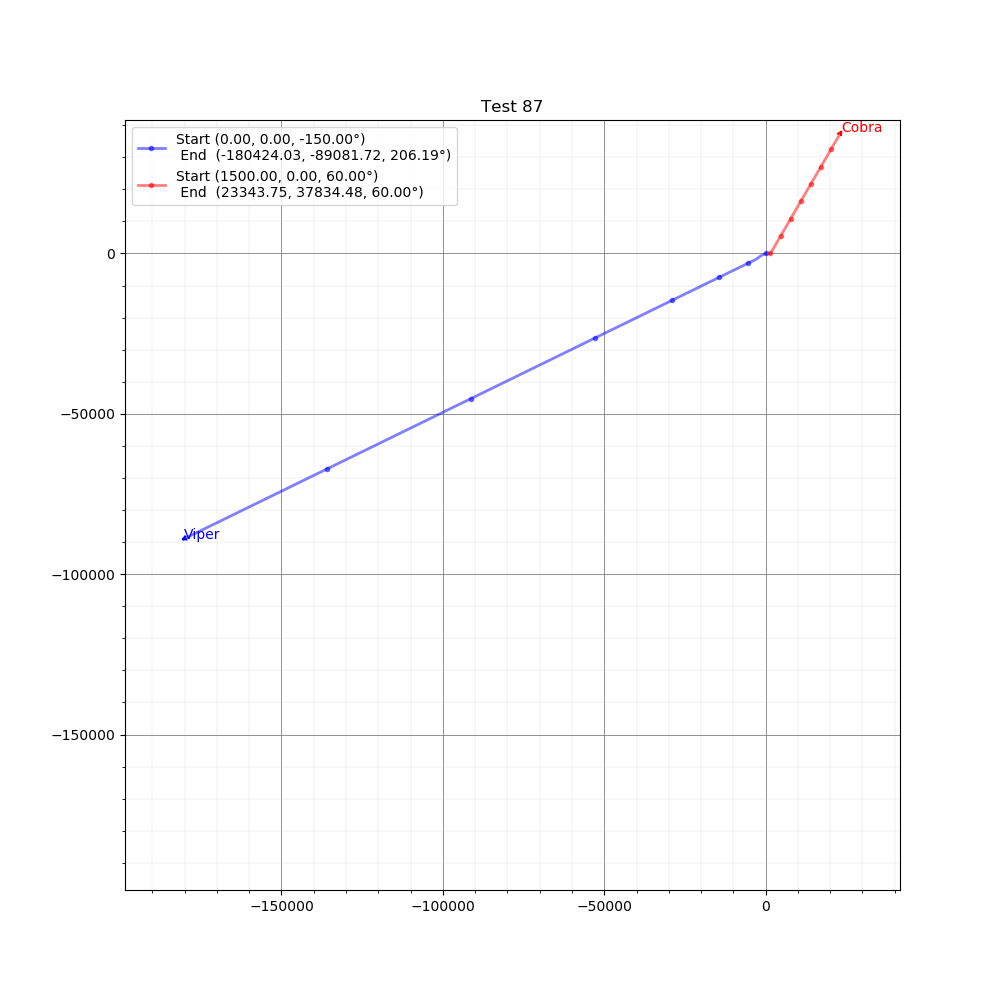 Test 87
Start (0.00, 0.00, -150.00°)
End (-180424.03, -89081.72, 206.19°)
Start (1500.00, 0.00, 60.00°)
End (23343.75, 37834.48, 60.00°)
Cobra
Viper
0
−50000
−100000
−150000
−150000
−100000
−50000
0